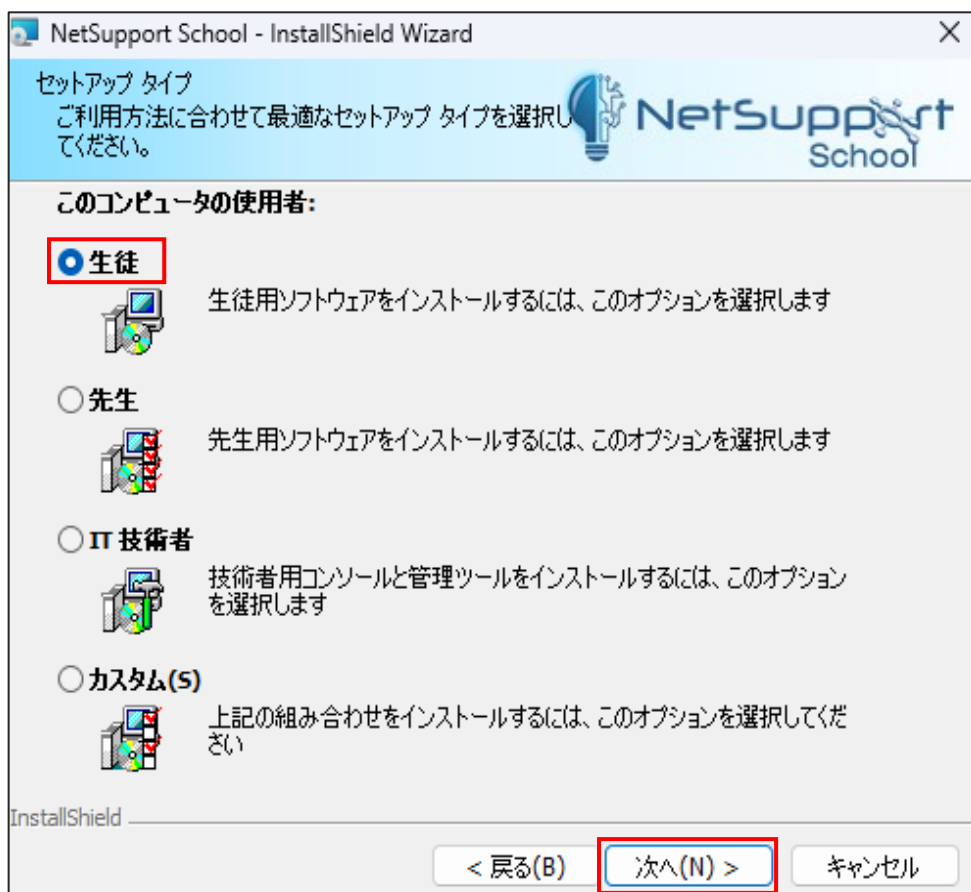 NetSupport School - InstallShield Wizard
セットアップ タイプ
ご利用方法に合わせて最適なセットアップ タイプを選択し
てください。
NetSupport
School
このコンピュータの使用者:
生徒
生徒用ソフトウェアをインストールするには、このオプションを選択します
先生
先生用ソフトウェアをインストールするには、このオプションを選択します
IT 技術者
技術者用コンソールと管理ツールをインストールするには、このオプション
を選択します
カスタム(S)
上記の組み合わせをインストールするには、このオプションを選択してくだ
さい
InstallShield
< 戻る(B)
次へ(N) >
キャンセル